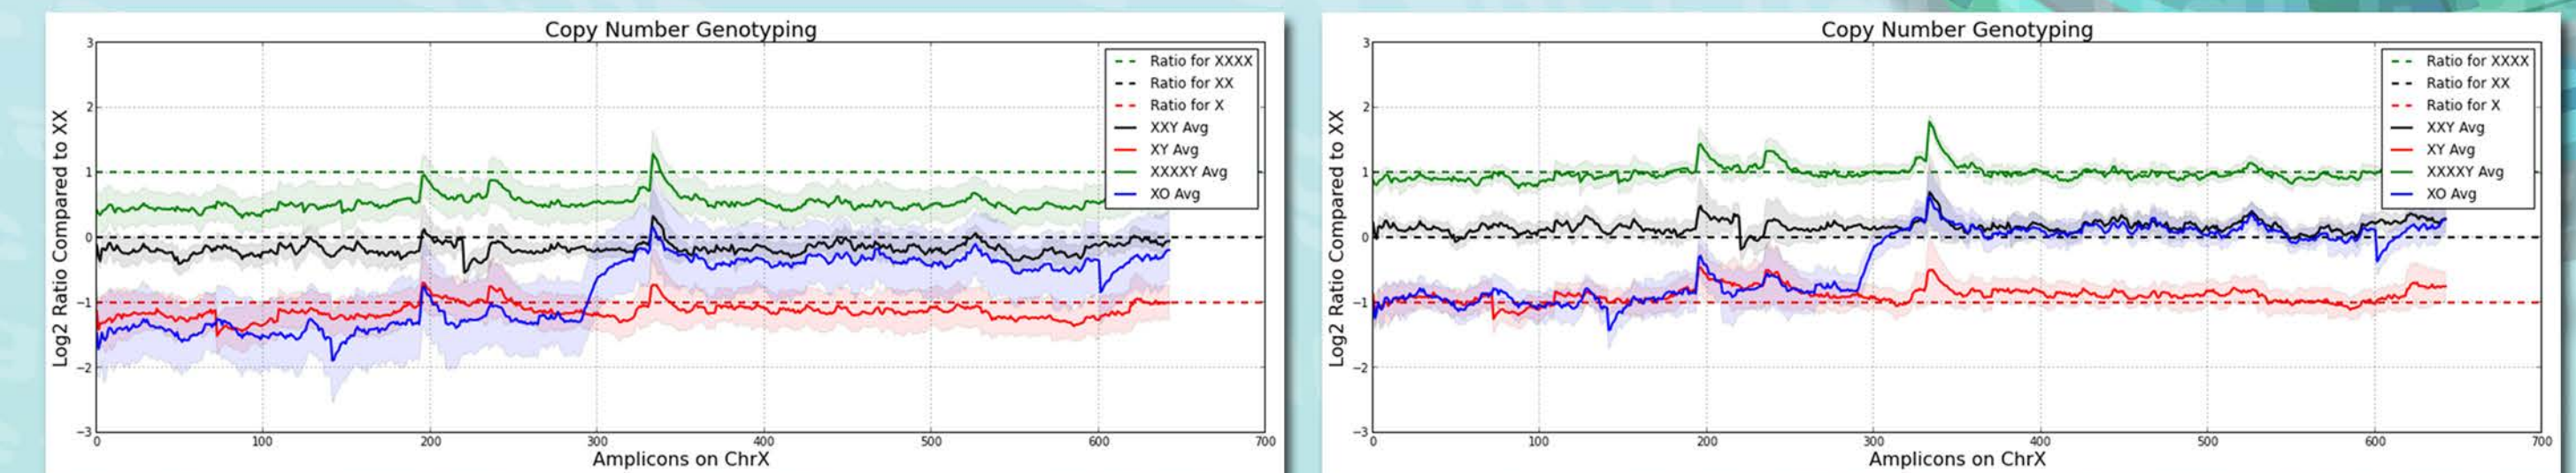 Copy Number Genotyping
3
2
1
0
−1
−2
−3
Log2 Ratio Compared to XX
Ratio for XXXX
Ratio for XX
Ratio for X
XXY Avg
XY Avg
XXXXY Avg
XO Avg
0 100 200 300 400 500 600 700
Amplicons on ChrX
Copy Number Genotyping
3
2
1
0
−1
−2
−3
Log2 Ratio Compared to XX
Ratio for XXXX
Ratio for XX
Ratio for X
XXY Avg
XY Avg
XXXXY Avg
XO Avg
0 100 200 300 400 500 600 700
Amplicons on ChrX